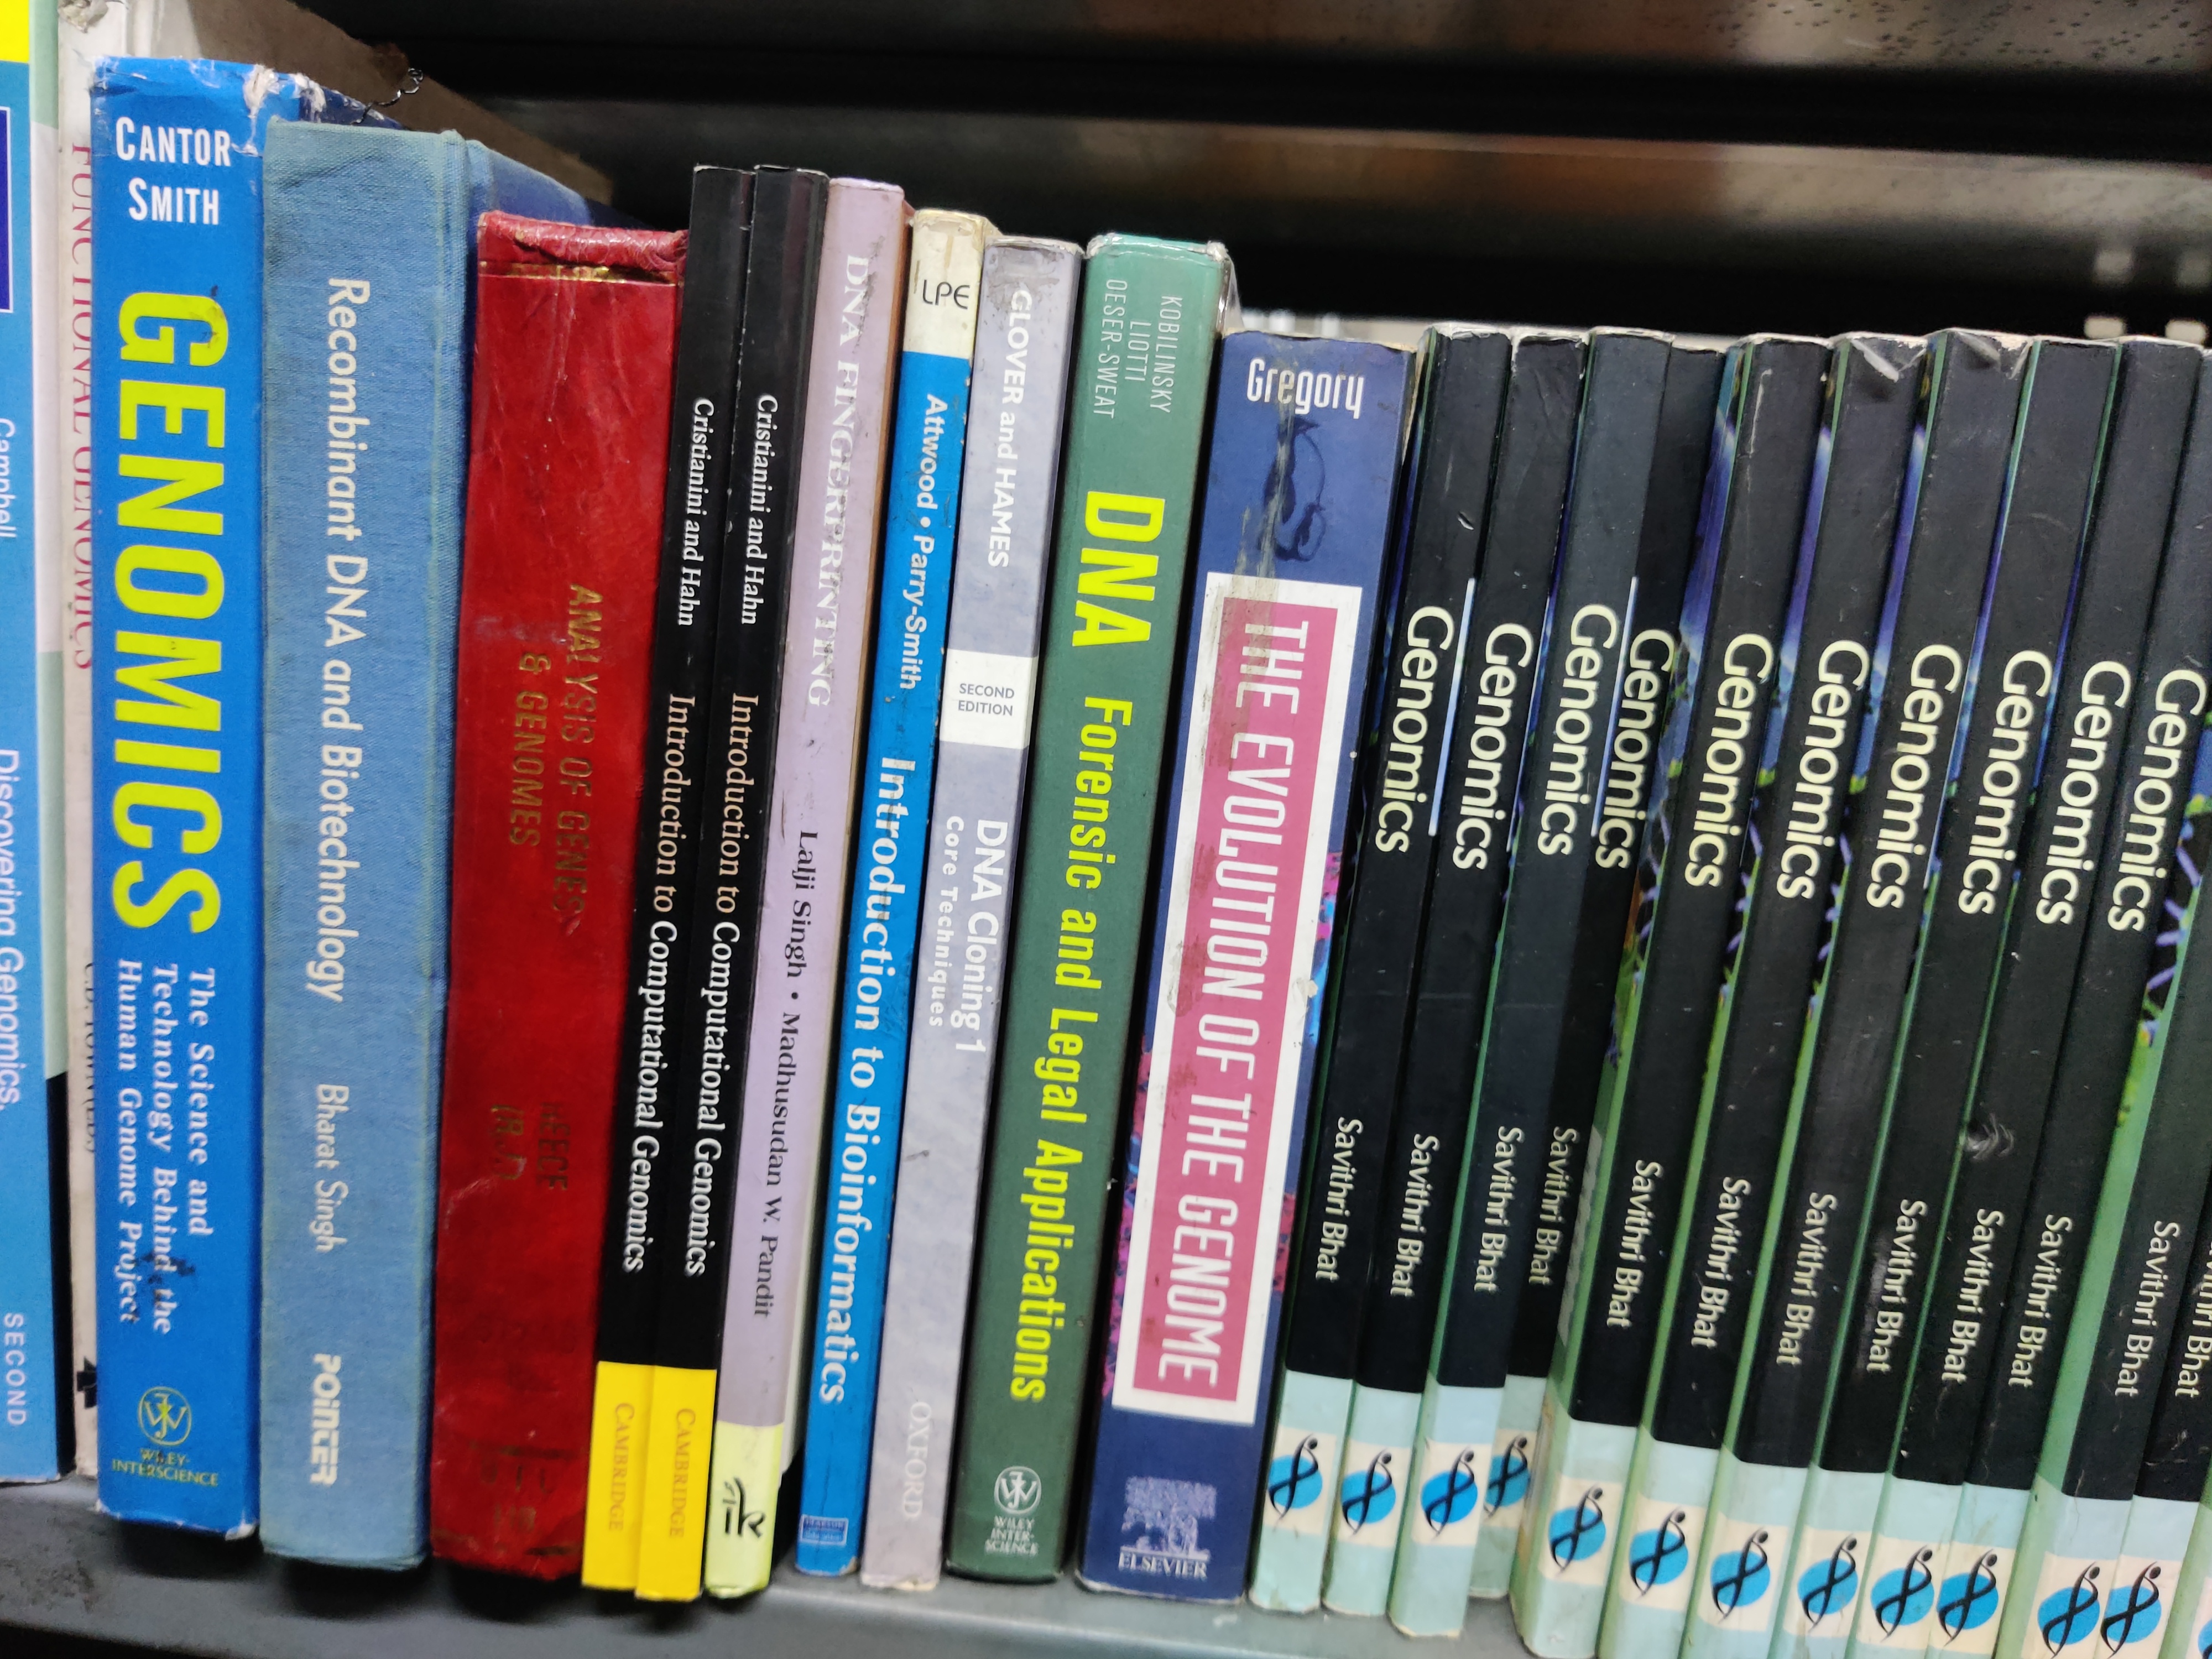 Campbell
Discovering Genomics,
SECOND
FUNCTIONAL GENOMICS
CANTOR
SMITH
GENOMICS
The Science and
Technology Behind the
Human Genome Project
WILEY-
INTERSCIENCE
Recombinant DNA and Biotechnology
Bharat Singh
POINTER
ANALYSIS OF GENES
& GENOMES
REECE
Cristianini and Hahn
Introduction to Computational Genomics
CAMBRIDGE
Cristianini and Hahn
Introduction to Computational Genomics
CAMBRIDGE
DNA FINGERPRINTING
Lalji Singh • Madhusudan W. Pandit
LPE
Attwood • Parry-Smith
Introduction to Bioinformatics
PEARSON
GLOVER and HAMES
SECOND
EDITION
DNA Cloning 1
Core Techniques
OXFORD
KOBILINSKY
LIOTTI
OESER-SWEAT
DNA Forensic and Legal Applications
WILEY
INTER-
SCIENCE
Gregory
THE EVOLUTION OF THE GENOME
ELSEVIER
Genomics
Savithri Bhat
Genomics
Savithri Bhat
Genomics
Savithri Bhat
Genomics
Savithri Bhat
Genomics
Savithri Bhat
Genomics
Savithri Bhat
Genomics
Savithri Bhat
Genomics
Savithri Bhat
Genomics
Savithri Bhat
Genomics
Savithri Bhat
Savithri Bhat
Bhat